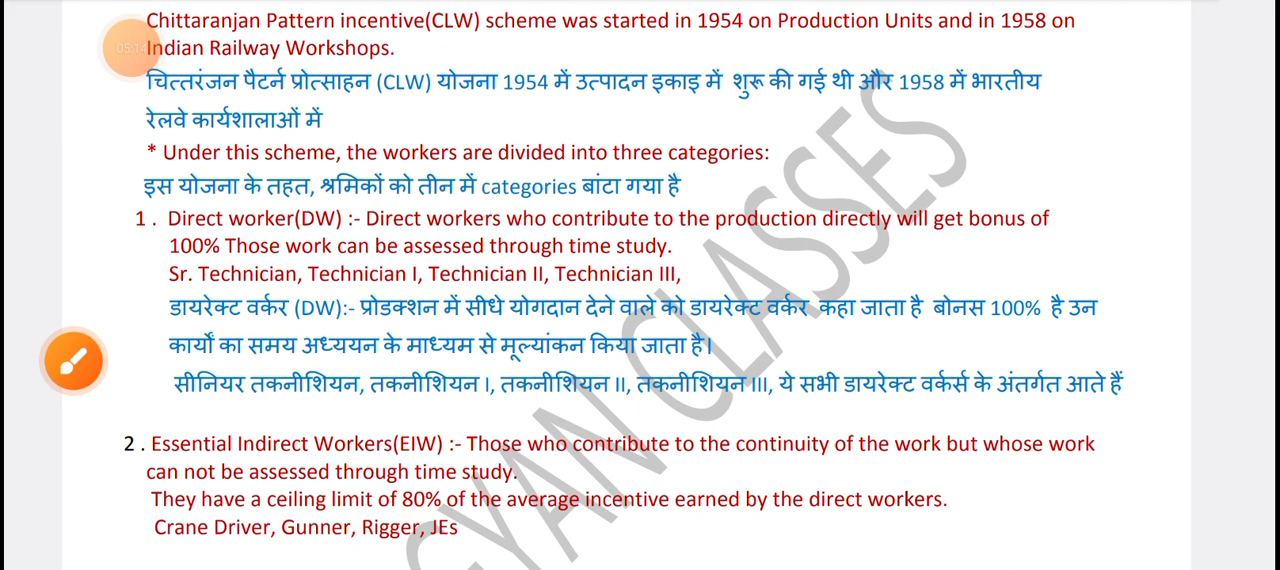 Chittaranjan Pattern incentive(CLW) scheme was started in 1954 on Production Units and in 1958 on
05:14
Indian Railway Workshops.
चित्तरंजन पैटर्न प्रोत्साहन (CLW) योजना 1954 में उत्पादन इकाइ में शुरू की गई थी और 1958 में भारतीय
रेलवे कार्यशालाओं में
* Under this scheme, the workers are divided into three categories:
इस योजना के तहत, श्रमिकों को तीन में categories बांटा गया है
1 . Direct worker(DW) :- Direct workers who contribute to the production directly will get bonus of
100% Those work can be assessed through time study.
Sr. Technician, Technician I, Technician II, Technician III,
डायरेक्ट वर्कर (DW):- प्रोडक्शन में सीधे योगदान देने वाले को डायरेक्ट वर्कर कहा जाता है बोनस 100% है उन
कार्यों का समय अध्ययन के माध्यम से मूल्यांकन किया जाता है।
सीनियर तकनीशियन, तकनीशियन I, तकनीशियन II, तकनीशियन III, ये सभी डायरेक्ट वर्कर्स के अंतर्गत आते हैं
2 . Essential Indirect Workers(EIW) :- Those who contribute to the continuity of the work but whose work
can not be assessed through time study.
They have a ceiling limit of 80% of the average incentive earned by the direct workers.
Crane Driver, Gunner, Rigger, JEs
GYAN CLASSES